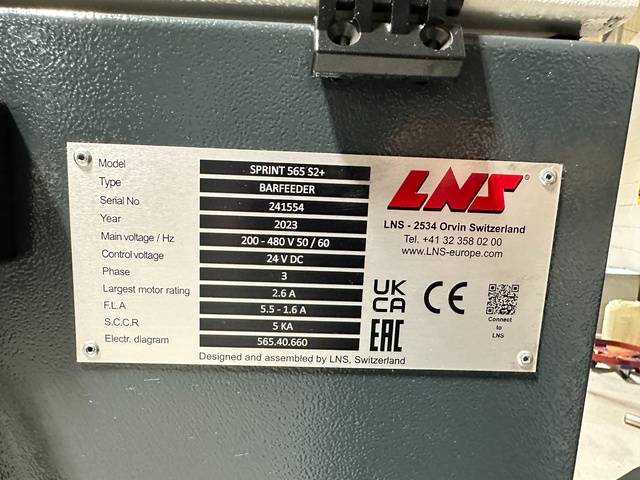 Model SPRINT 565 S2+
Type BARFEEDER
Serial No 241554
Year 2023
Main voltage / Hz 200 - 480 V 50 / 60
Control voltage 24 V DC
Phase 3
Largest motor rating 2.6 A
F.L.A 5.5 - 1.6 A
S.C.C.R 5 KA
Electr. diagram 565.40.660
Designed and assembled by LNS, Switzerland
LNS®
LNS - 2534 Orvin Switzerland
Tel. +41 32 358 02 00
www.LNS-europe.com
UK
CA
CE
EAC
Connect
to
LNS